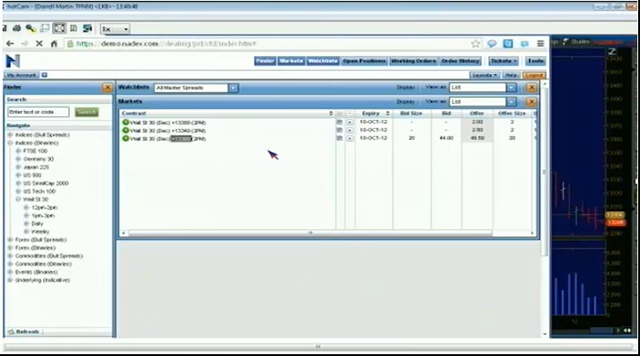 NetCam - (Darrell Martin TFNN) - 13:40:40
1x
https://demo.nadex.com/dealing/pd/cfd/index.htm#
N
Finder Markets Watchlists Open Positions Working Orders Order History Tickets Tools
My Account Layouts Help Logout
Finder
Search
Enter text or code Search
Navigate
Indices (Bull Spreads)
Indices (Binaries)
FTSE 100
Germany 30
Japan 225
US 500
US SmallCap 2000
US Tech 100
Wall St 30
12pm-2pm
1pm-3pm
Daily
Weekly
Forex (Bull Spreads)
Forex (Binaries)
Commodities (Bull Spreads)
Commodities (Binaries)
Events (Binaries)
Underlying (Indicative)
Refresh
Watchlists All Master Spreads Display View as List
Markets Display View as List
Contract Expiry Bid Size Bid Offer Offer Size
Wall St 30 (Dec) (2PM) 10-OCT-12 - - 2.00 2
Wall St 30 (Dec) >13340 (2PM) 10-OCT-12 - - 2.50 2
Wall St 30 (Dec) (2PM) 10-OCT-12 20 44.00 49.50 20
Studies